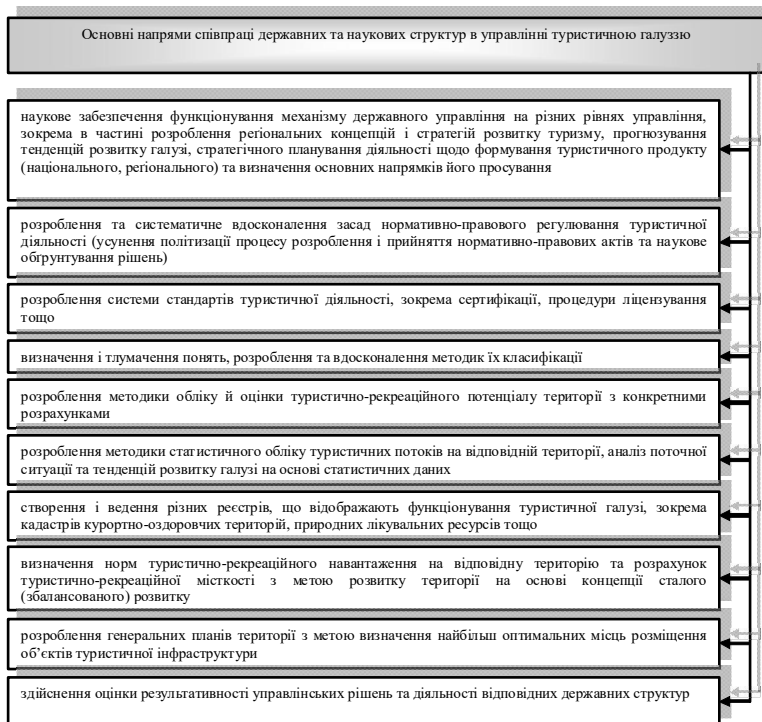 Основні напрями співпраці державних та наукових структур в управлінні туристичною галуззю
наукове забезпечення функціонування механізму державного управління на різних рівнях управління,
зокрема в частині розроблення регіональних концепцій і стратегій розвитку туризму, прогнозування
тенденцій розвитку галузі, стратегічного планування діяльності щодо формування туристичного продукту
(національного, регіонального) та визначення основних напрямків його просування
розроблення та систематичне вдосконалення засад нормативно-правового регулювання туристичної
діяльності (усунення політизації процесу розроблення і прийняття нормативно-правових актів та наукове
обґрунтування рішень)
розроблення системи стандартів туристичної діяльності, зокрема сертифікації, процедури ліцензування
тощо
визначення і тлумачення понять, розроблення та вдосконалення методик їх класифікації
розроблення методики обліку й оцінки туристично-рекреаційного потенціалу території з конкретними
розрахунками
розроблення методики статистичного обліку туристичних потоків на відповідній території, аналіз поточної
ситуації та тенденцій розвитку галузі на основі статистичних даних
створення і ведення різних реєстрів, що відображають функціонування туристичної галузі, зокрема
кадастрів курортно-оздоровчих територій, природних лікувальних ресурсів тощо
визначення норм туристично-рекреаційного навантаження на відповідну територію та розрахунок
туристично-рекреаційної місткості з метою розвитку території на основі концепції сталого
(збалансованого) розвитку
розроблення генеральних планів території з метою визначення найбільш оптимальних місць розміщення
об’єктів туристичної інфраструктури
здійснення оцінки результативності управлінських рішень та діяльності відповідних державних структур